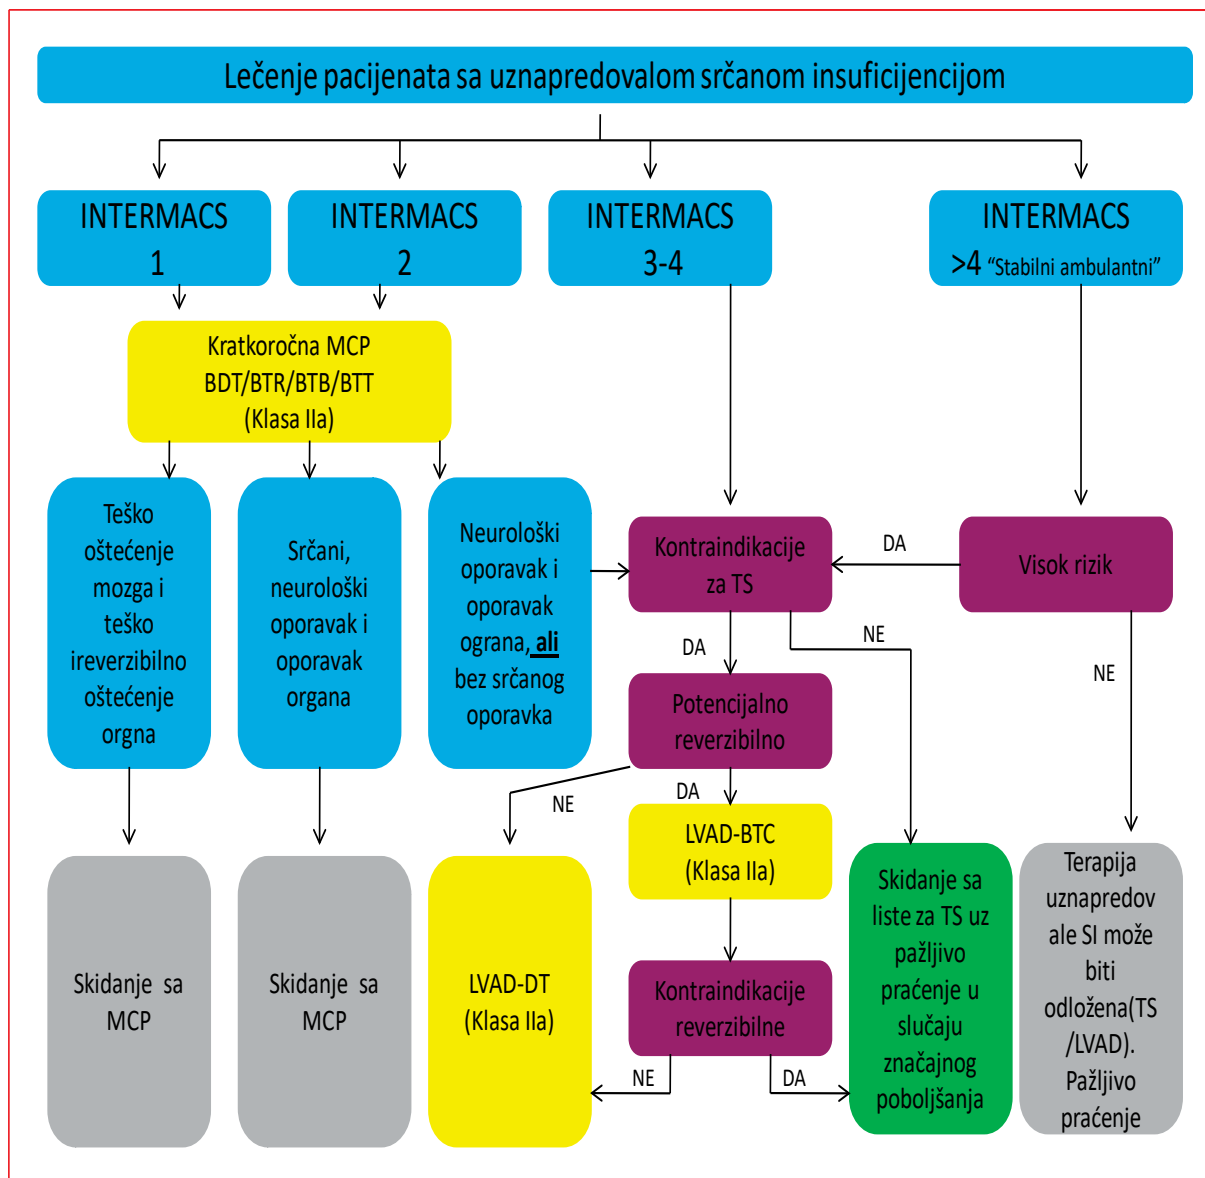 Lečenje pacijenata sa uznapredovalom srčanom insuficijencijom
INTERMACS
1
INTERMACS
2
INTERMACS
3-4
INTERMACS
>4 “Stabilni ambulantni”
Kratkoročna MCP
BDT/BTR/BTB/BTT
(Klasa IIa)
Teško
oštećenje
mozga i
teško
ireverzibilno
oštećenje
orgna
Srčani,
neurološki
oporavak i
oporavak
organa
Neurološki
oporavak i
oporavak
ograna, ali
bez srčanog
oporavka
Kontraindikacije
za TS
DA
Visok rizik
DA
NE
NE
Potencijalno
reverzibilno
NE
DA
LVAD-BTC
(Klasa IIa)
Skidanje sa
MCP
Skidanje sa
MCP
LVAD-DT
(Klasa IIa)
Kontraindikacije
reverzibilne
NE
DA
Skidanje sa
liste za TS uz
pažljivo
praćenje u
slučaju
značajnog
poboljšanja
Terapija
uznapredov
ale SI može
biti
odložena(TS
/LVAD).
Pažljivo
praćenje